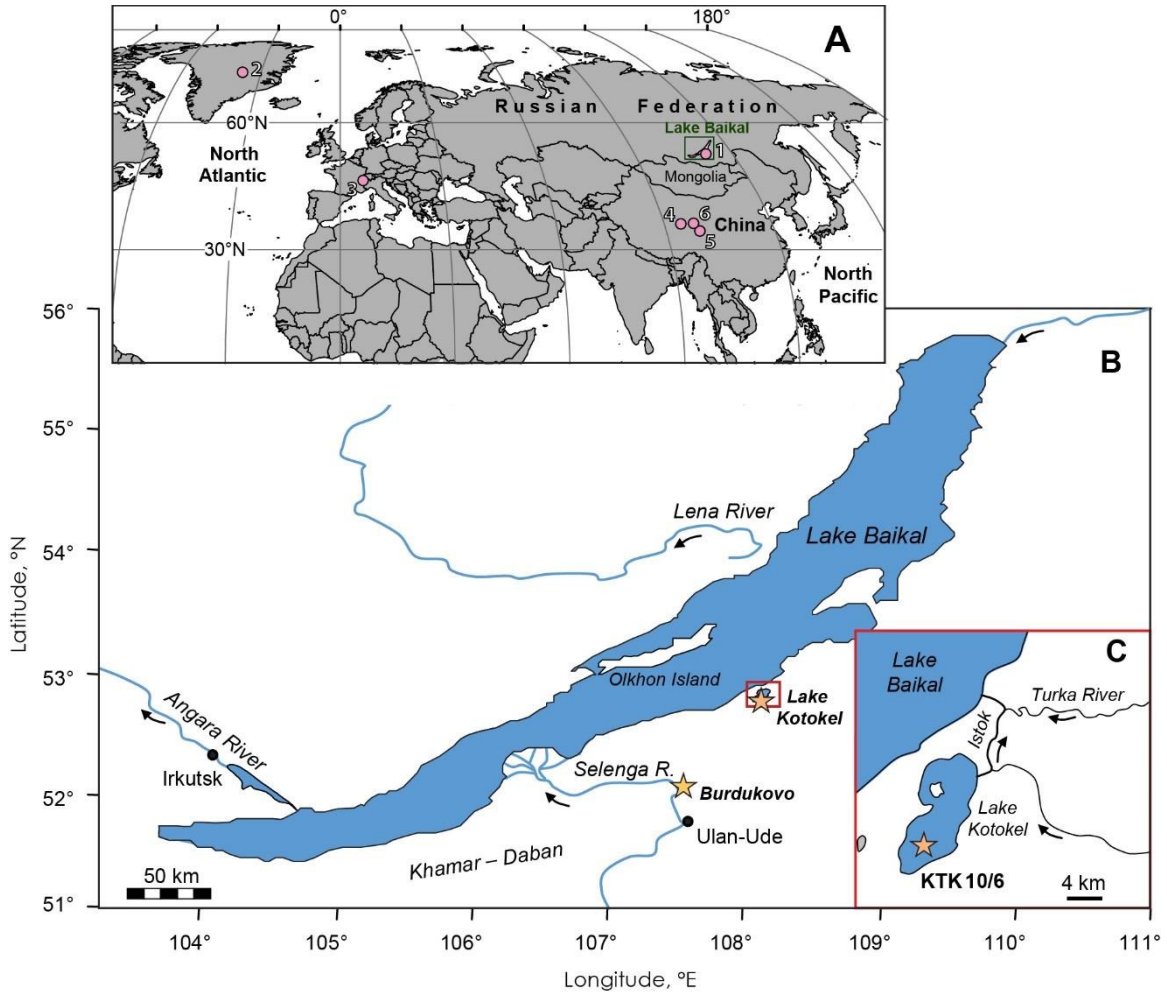 0°
180°
A
2
Russian Federation
60°N
Lake Baikal
1
North
Atlantic
Mongolia
3
4
6
China
5
30°N
North
Pacific
56°
B
55°
Lena River
Lake Baikal
54°
Latitude, °N
53°
Olkhon Island
Lake
Kotokel
C
Lake
Baikal
Turka River
Istok
Angara River
Irkutsk
Selenga R.
52°
Burdukovo
Ulan-Ude
Lake
Kotokel
Khamar – Daban
KTK 10/6
50 km
4 km
51°
104°
105°
106°
107°
108°
109°
110°
111°
Longitude, °E